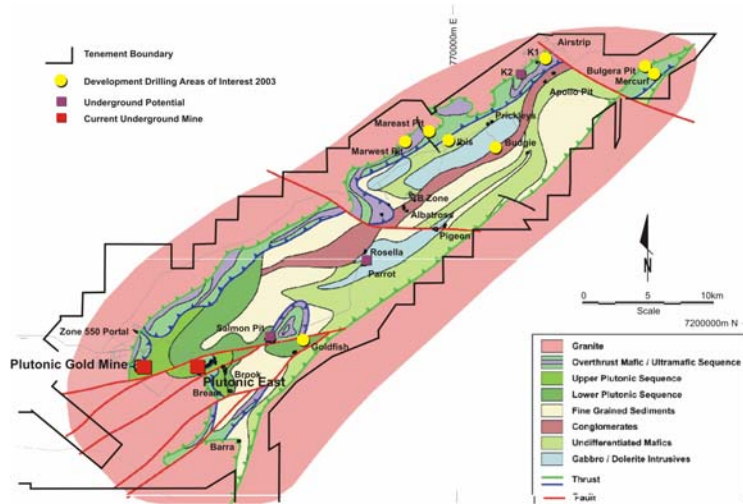 Tenement Boundary
Development Drilling Areas of Interest 2003
Underground Potential
Current Underground Mine
770000m E
Airstrip
K1
K2
Bulgera Pit
Mercury
Apollo Pit
Prickleys
Mareast Pit
Ibis
Marwest Pit
Budgie
Albatross
Pigeon
Rosella
Parrot
N
0 5 10km
Scale
7200000m N
Zone 550 Portal
Salmon Pit
Goldfish
Plutonic Gold Mine
Plutonic East
Brook
Bream
Barra
Granite
Overthrust Mafic / Ultramafic Sequence
Upper Plutonic Sequence
Lower Plutonic Sequence
Fine Grained Sediments
Conglomerates
Undifferentiated Mafics
Gabbro / Dolerite Intrusives
Thrust
Fault